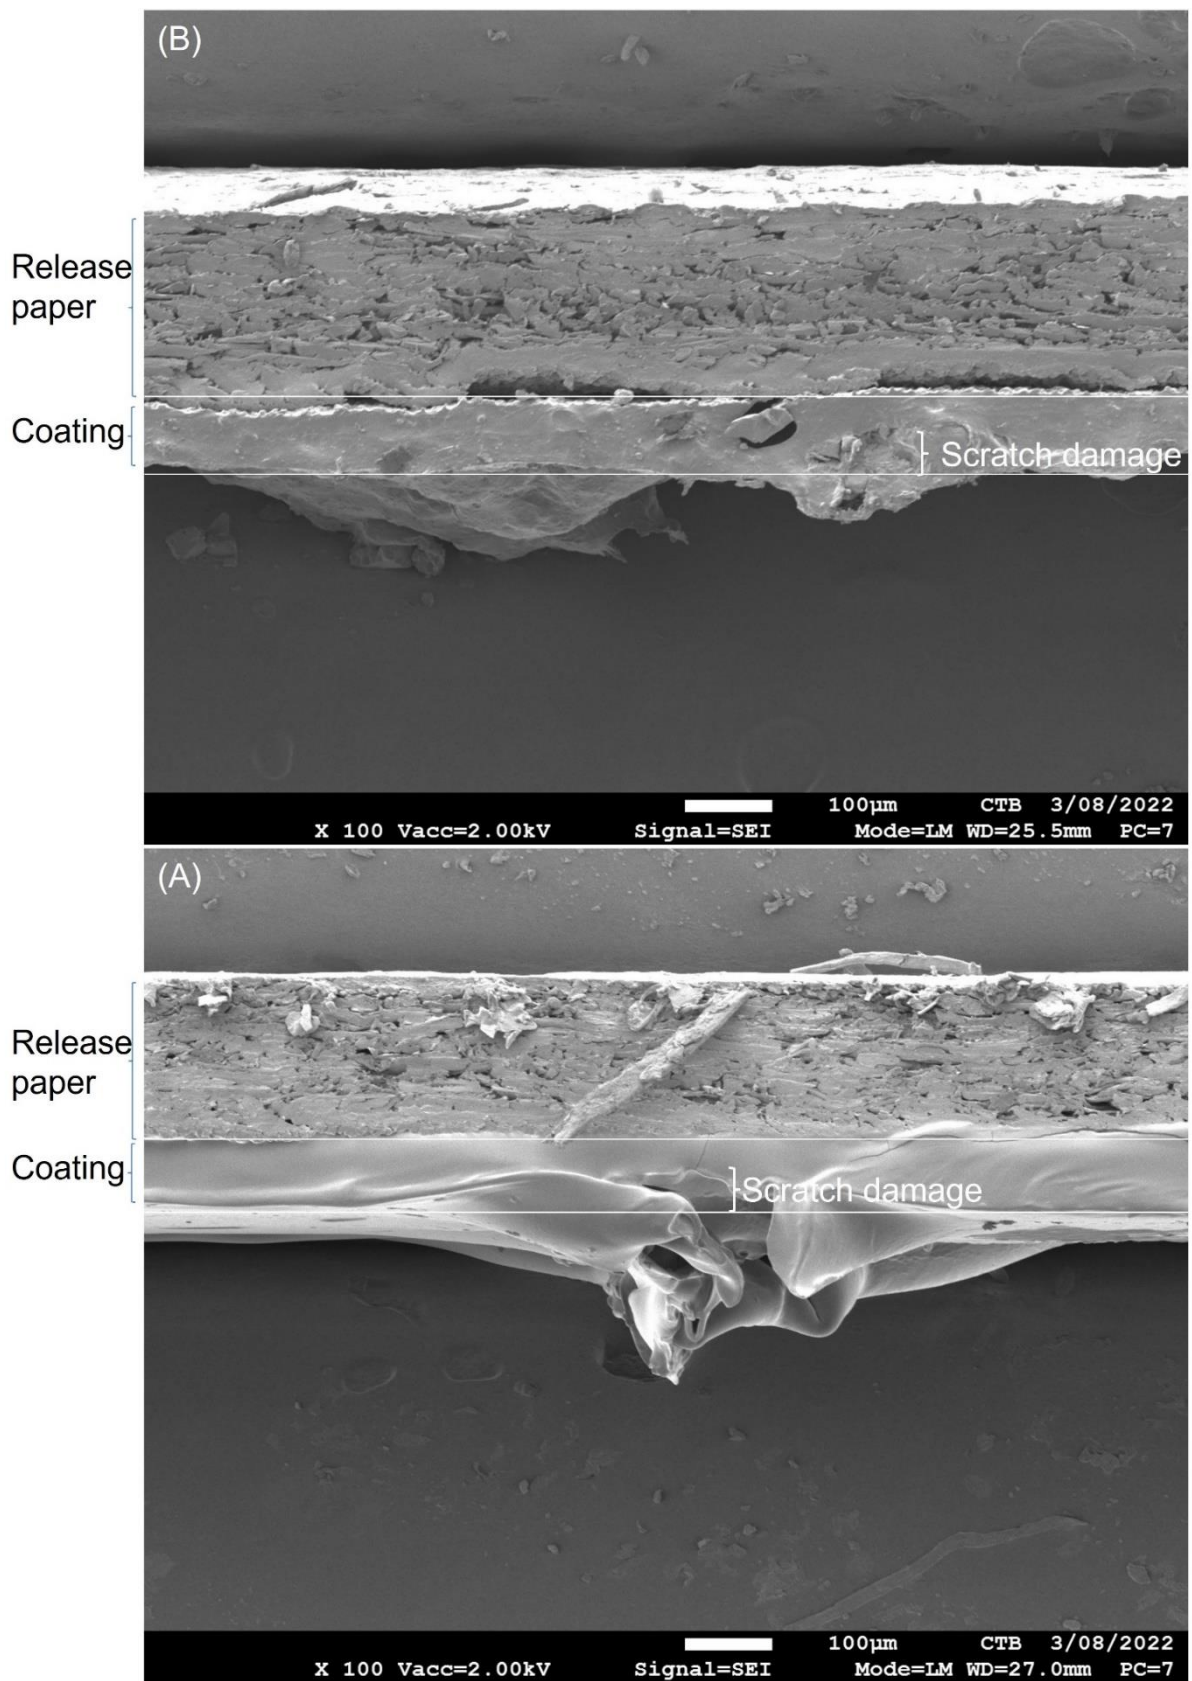 (B)
Release
paper
Coating
Scratch damage
100µm CTB 3/08/2022
X 100 Vacc=2.00kV Signal=SEI Mode=LM WD=25.5mm PC=7
(A)
Release
paper
Coating
Scratch damage
100µm CTB 3/08/2022
X 100 Vacc=2.00kV Signal=SEI Mode=LM WD=27.0mm PC=7